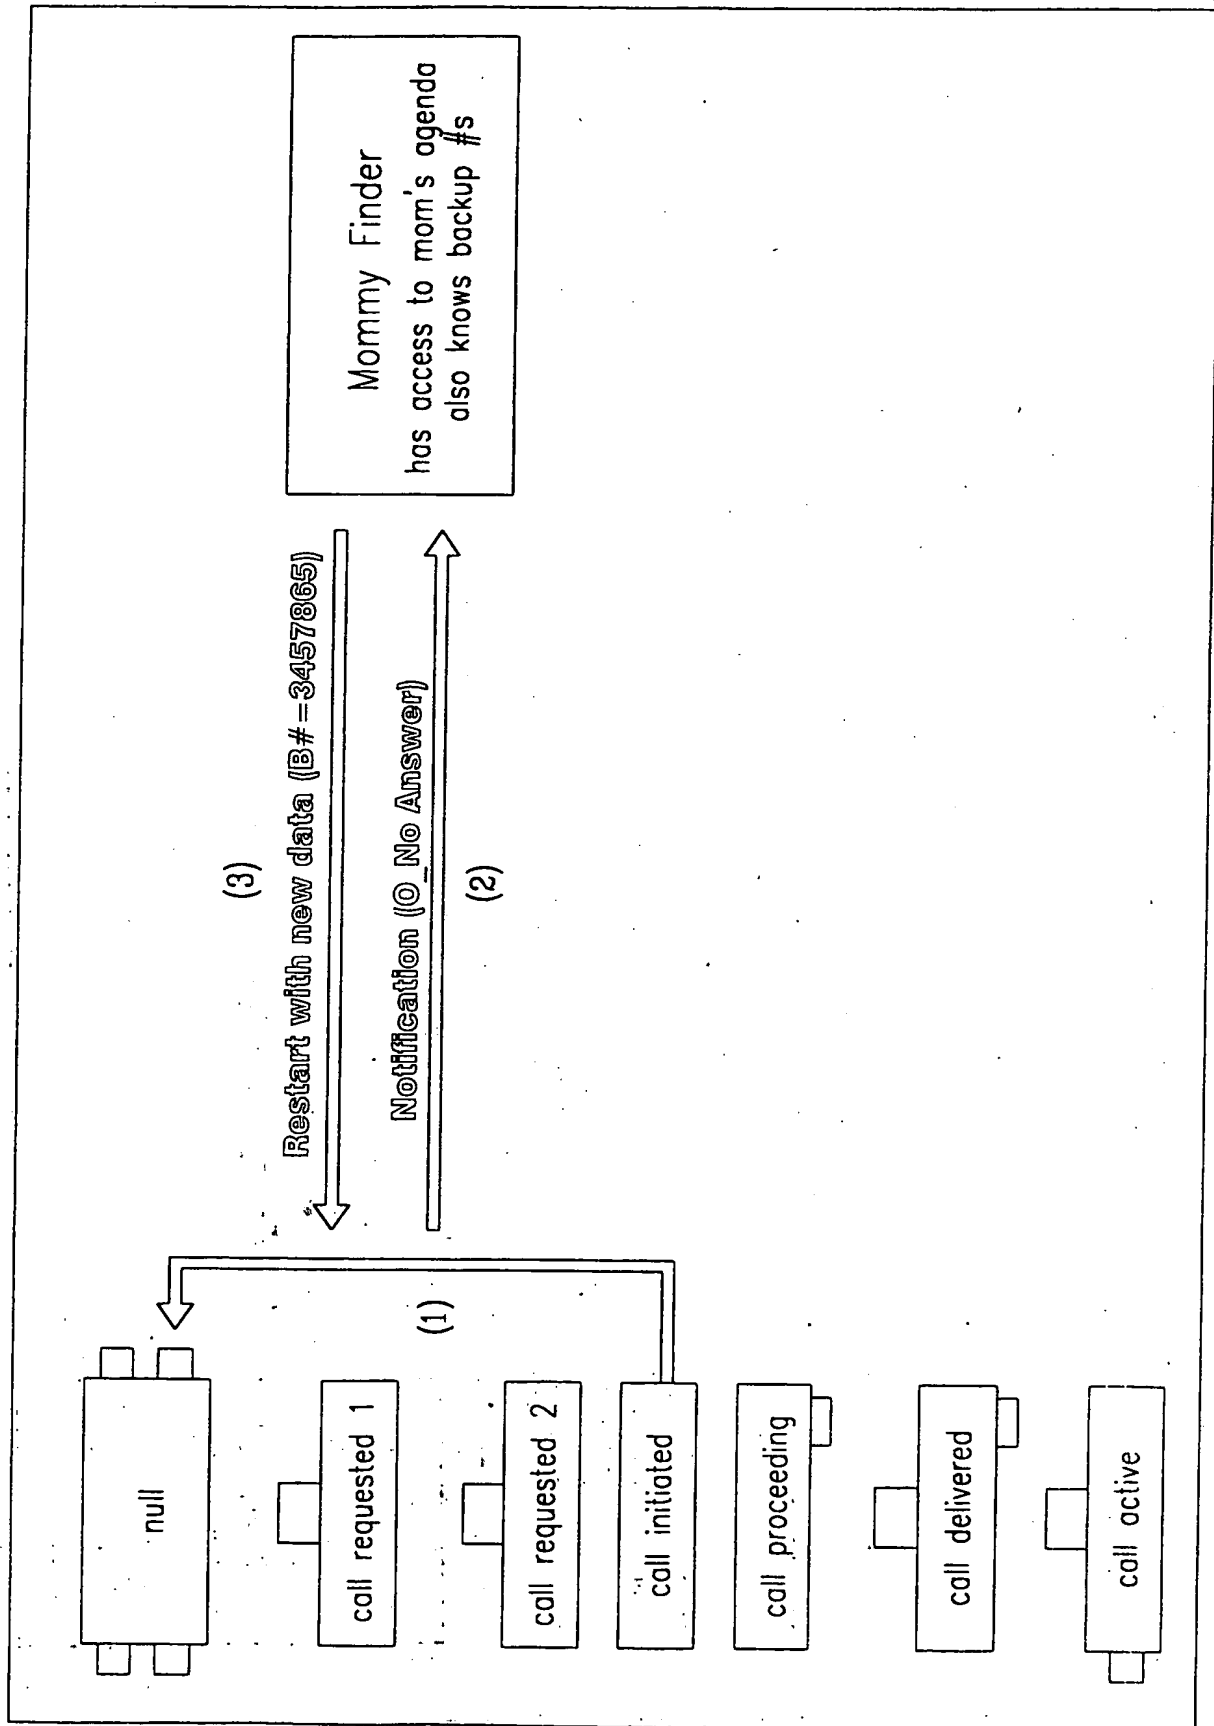 null
call requested 1
call requested 2
call initiated
call proceeding
call delivered
call active
(1)
(3)
Restart with new data (B#=3457865)
Notification (O_No Answer)
(2)
Mommy Finder
has access to mom's agenda
also knows backup #s